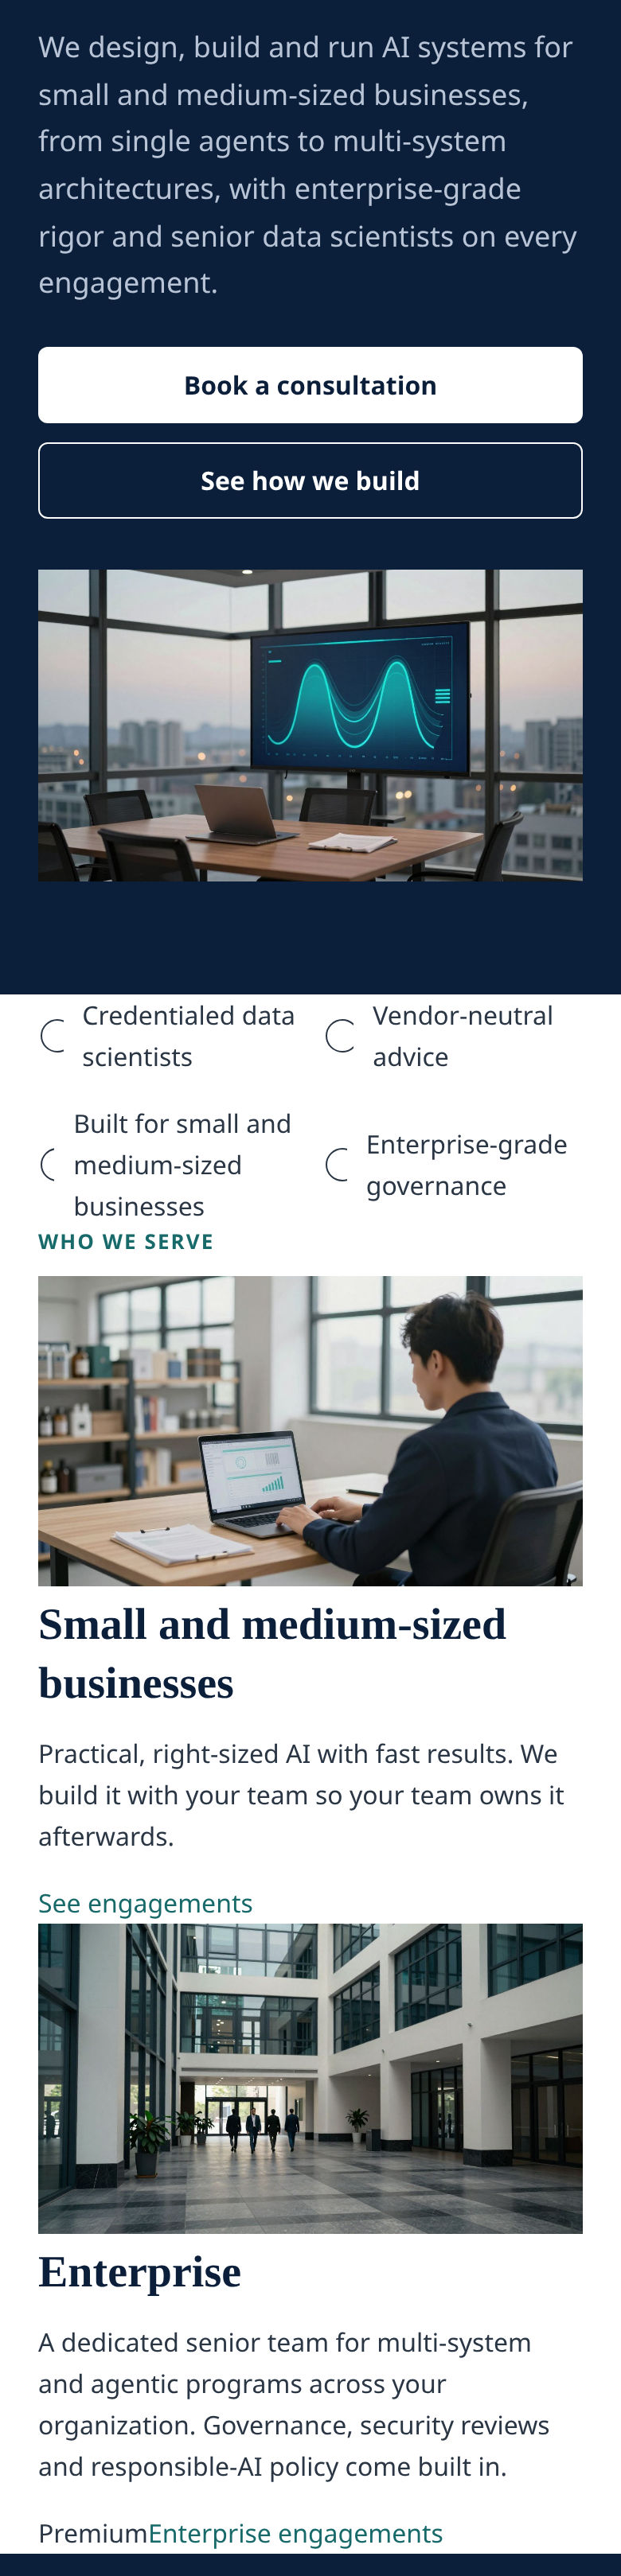 We design, build and run AI systems for
small and medium-sized businesses,
from single agents to multi-system
architectures, with enterprise-grade
rigor and senior data scientists on every
engagement.
Book a consultation
See how we build
Credentialed data
scientists
Vendor-neutral
advice
Built for small and
medium-sized
businesses
Enterprise-grade
governance
WHO WE SERVE
Small and medium-sized
businesses
Practical, right-sized AI with fast results. We
build it with your team so your team owns it
afterwards.
See engagements
Enterprise
A dedicated senior team for multi-system
and agentic programs across your
organization. Governance, security reviews
and responsible-AI policy come built in.
PremiumEnterprise engagements